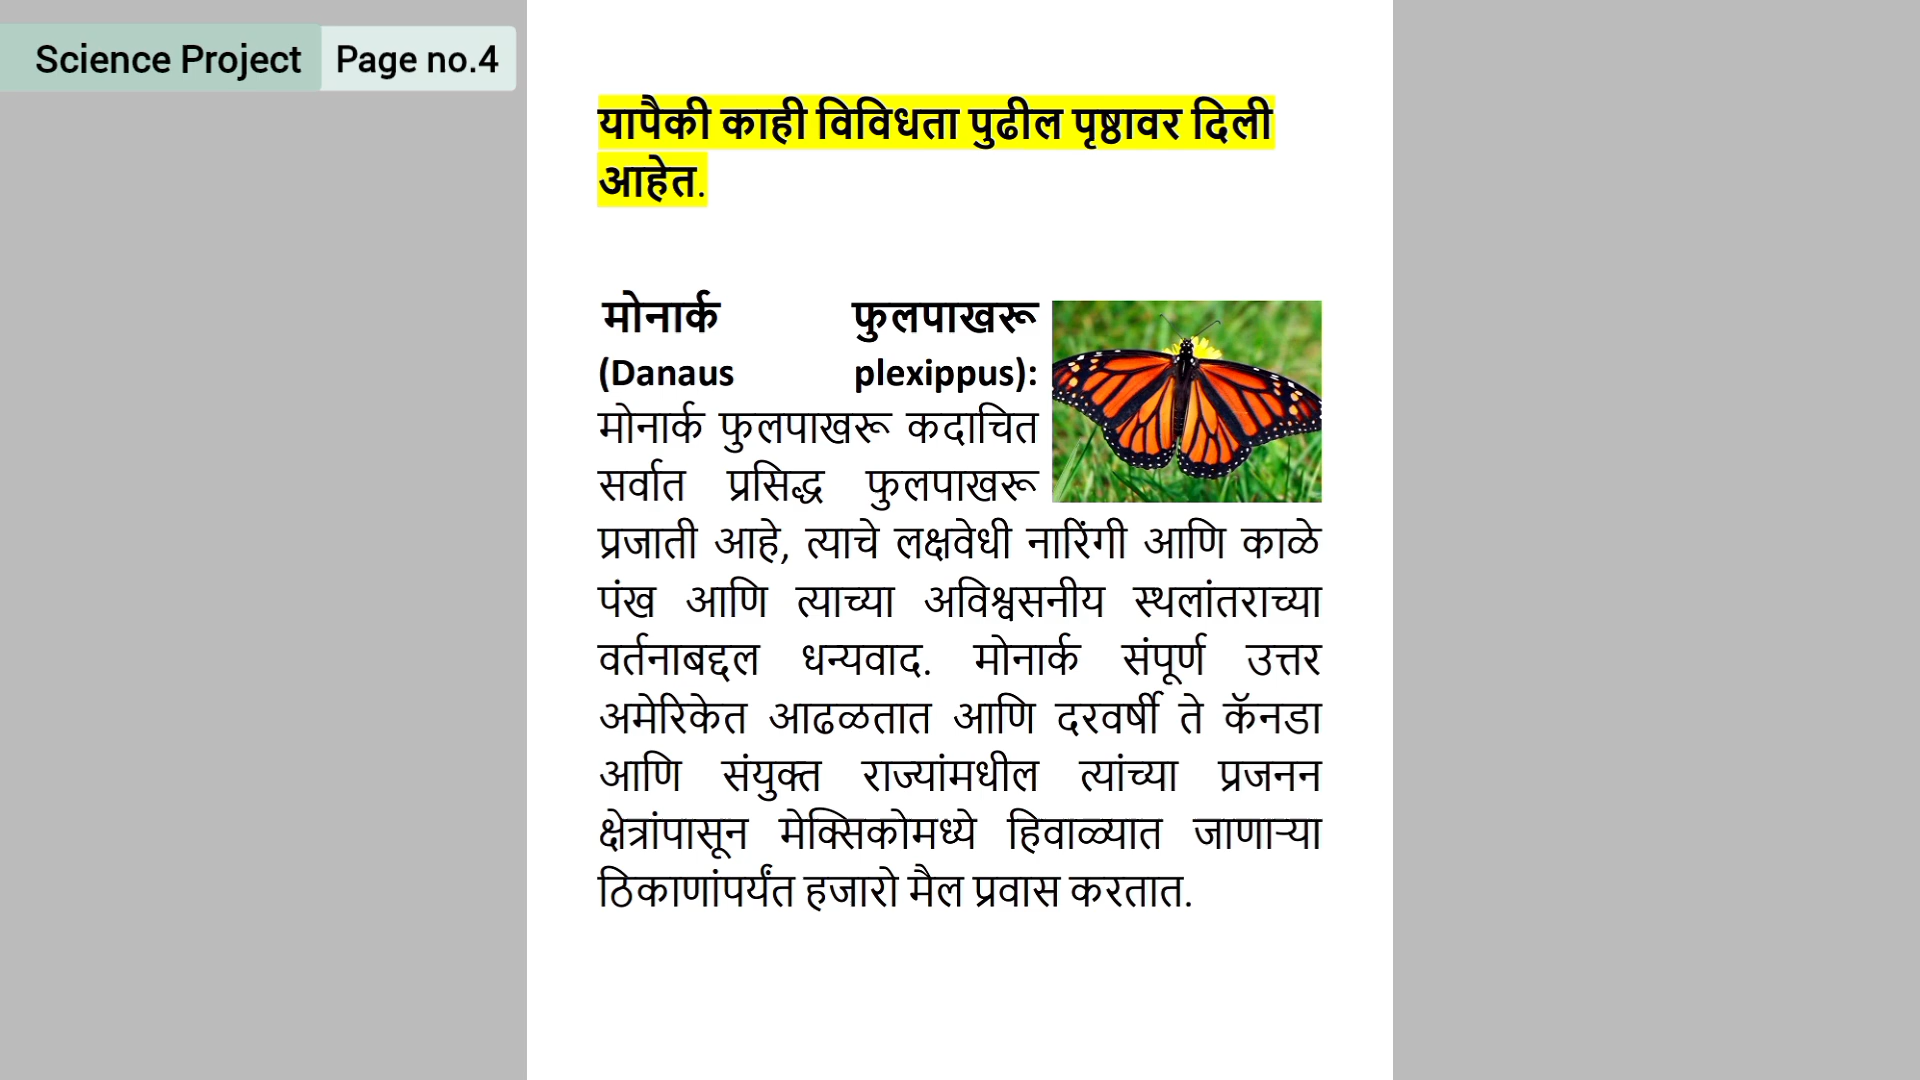 Science Project Page no.4
यापैकी काही विविधता पुढील पृष्ठावर दिली
आहेत.
मोनार्क फुलपाखरू
(Danaus plexippus):
मोनार्क फुलपाखरू कदाचित
सर्वात प्रसिद्ध फुलपाखरू
प्रजाती आहे, त्याचे लक्षवेधी नारिंगी आणि काळे
पंख आणि त्याच्या अविश्वसनीय स्थलांतराच्या
वर्तनाबद्दल धन्यवाद. मोनार्क संपूर्ण उत्तर
अमेरिकेत आढळतात आणि दरवर्षी ते कॅनडा
आणि संयुक्त राज्यांमधील त्यांच्या प्रजनन
क्षेत्रांपासून मेक्सिकोमध्ये हिवाळ्यात जाणाऱ्या
ठिकाणांपर्यंत हजारो मैल प्रवास करतात.